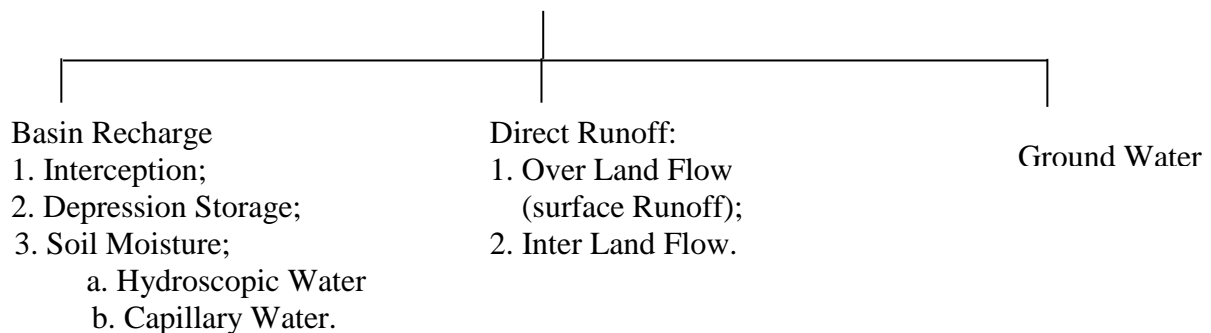 Basin Recharge
1. Interception;
2. Depression Storage;
3. Soil Moisture;
a. Hydroscopic Water
b. Capillary Water.
Direct Runoff:
1. Over Land Flow
(surface Runoff);
2. Inter Land Flow.
Ground Water